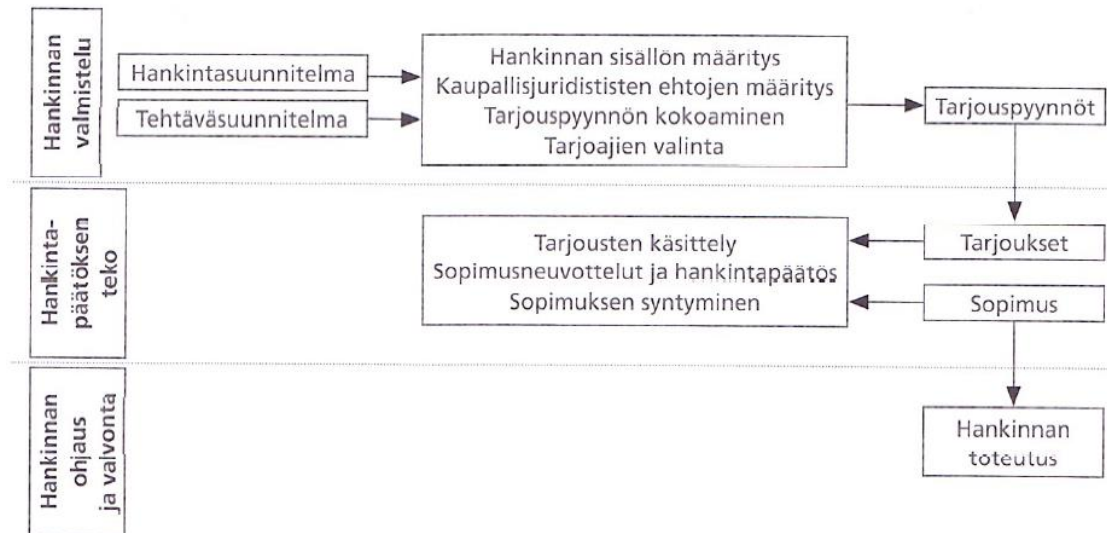 Hankinnan
valmistelu
Hankintasuunnitelma
Tehtäväsuunnitelma
Hankinnan sisällön määritys
Kaupallisjuridististen ehtojen määritys
Tarjouspyynnön kokoaminen
Tarjoajien valinta
Tarjouspyynnöt
Hankinta-
päätöksen
teko
Tarjousten käsittely
Sopimusneuvottelut ja hankintapäätös
Sopimuksen syntyminen
Tarjoukset
Sopimus
Hankinnan
ohjaus
ja valvonta
Hankinnan
toteutus